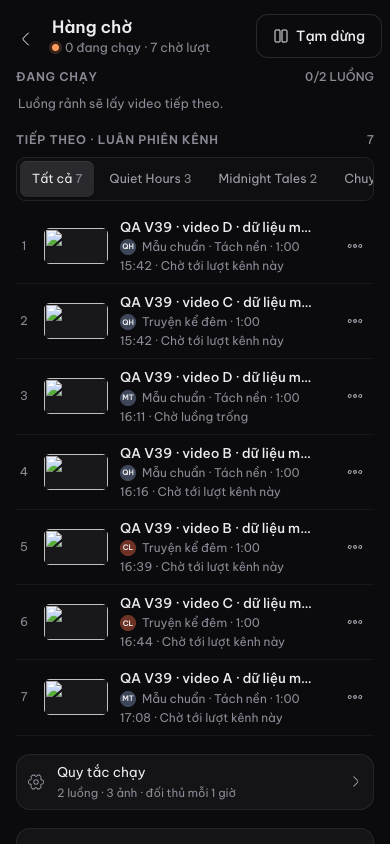 Hàng chờ
0 đang chạy · 7 chờ lượt
Tạm dừng
ĐANG CHẠY
0/2 LUỒNG
Luồng rảnh sẽ lấy video tiếp theo.
TIẾP THEO · LUÂN PHIÊN KÊNH
7
Tất cả 7
Quiet Hours 3
Midnight Tales 2
Chuy
1
QA V39 · video D · dữ liệu m...
QH Mẫu chuẩn · Tách nền · 1:00
15:42 · Chờ tới lượt kênh này
2
QA V39 · video C · dữ liệu m...
QH Truyện kể đêm · 1:00
15:42 · Chờ tới lượt kênh này
3
QA V39 · video D · dữ liệu m...
MT Mẫu chuẩn · Tách nền · 1:00
16:11 · Chờ luồng trống
4
QA V39 · video B · dữ liệu m...
QH Mẫu chuẩn · Tách nền · 1:00
16:16 · Chờ tới lượt kênh này
5
QA V39 · video B · dữ liệu m...
CL Truyện kể đêm · 1:00
16:39 · Chờ tới lượt kênh này
6
QA V39 · video C · dữ liệu m...
CL Truyện kể đêm · 1:00
16:44 · Chờ tới lượt kênh này
7
QA V39 · video A · dữ liệu m...
MT Mẫu chuẩn · Tách nền · 1:00
17:08 · Chờ tới lượt kênh này
Quy tắc chạy
2 luồng · 3 ảnh · đối thủ mỗi 1 giờ